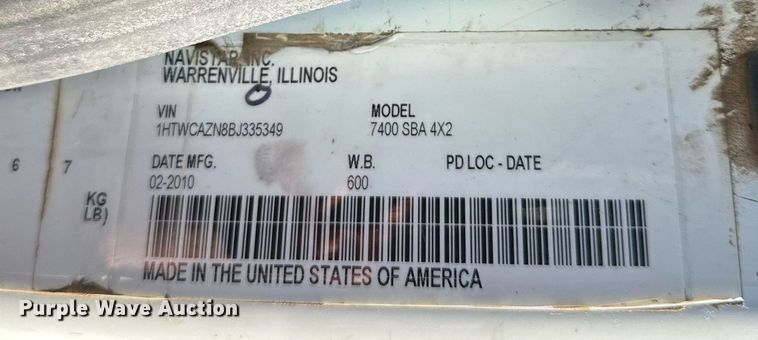 NAVISTAR, INC.
WARRENVILLE, ILLINOIS
VIN MODEL
1HTWCAZN8BJ335349 7400 SBA 4X2
DATE MFG. W.B. PD LOC - DATE
02-2010 600
6 7
KG
LB)
MADE IN THE UNITED STATES OF AMERICA
Purple Wave Auction